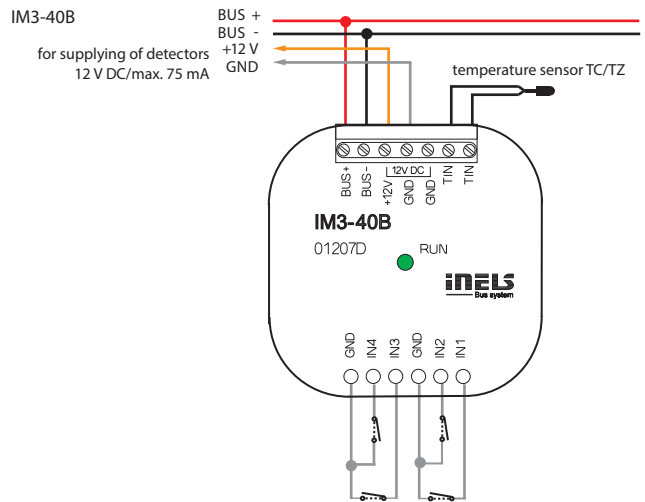 IM3-40B
BUS +
BUS -
for supplying of detectors
+12 V
12 V DC/max. 75 mA
GND
temperature sensor TC/TZ
BUS+
BUS-
+12V
12V DC
GND
GND
TIN
TIN
IM3-40B
01207D
RUN
iNELS
Bus system
GND
IN4
IN3
GND
IN2
IN1